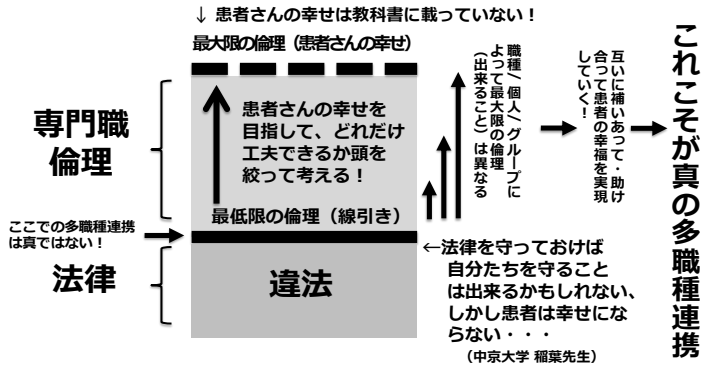 ↓ 患者さんの幸せは教科書に載っていない！
最大限の倫理（患者さんの幸せ）
専門職
倫理
患者さんの幸せを
目指して、どれだけ
工夫できるか頭を
絞って考える！
最低限の倫理（線引き）
ここでの多職種連携
は真ではない！
法律
違法
職種/個人/グループに
よって最大限の倫理
（出来ること）は異なる
互いに補いあって・助け
合って患者の幸福を実現
していく！
これこそが真の多職種連携
←法律を守っておけば
自分たちを守ること
は出来るかもしれない、
しかし患者は幸せにな
らない・・・
（中京大学 稲葉先生）